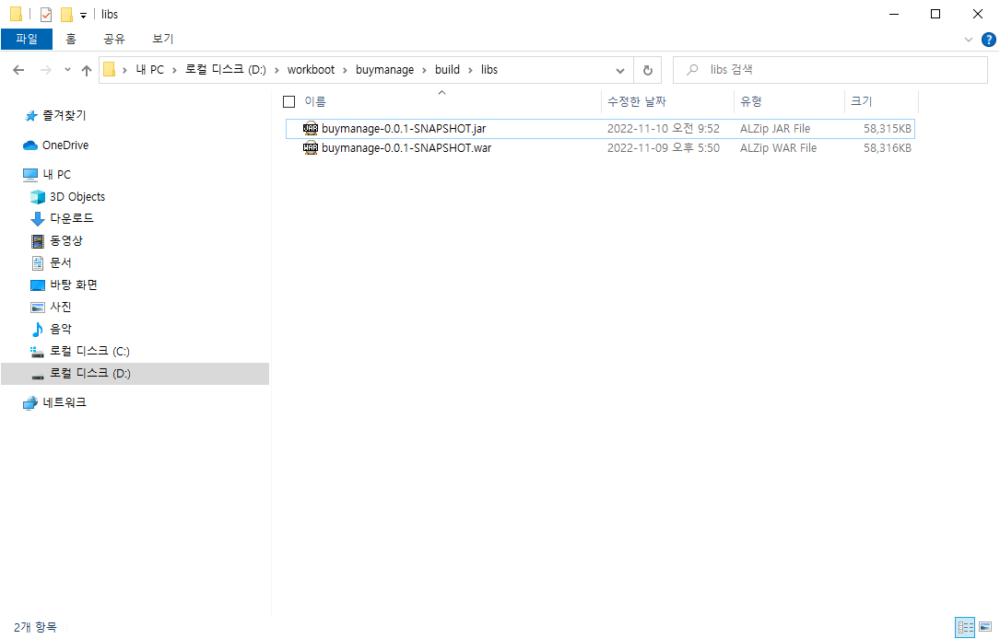 libs
파일 홈 공유 보기
내 PC 로컬 디스크 (D:) workboot buymanage build libs libs 검색
이름 수정한 날짜 유형 크기
buymanage-0.0.1-SNAPSHOT.jar 2022-11-10 오전 9:52 ALZip JAR File 58,315KB
buymanage-0.0.1-SNAPSHOT.war 2022-11-09 오후 5:50 ALZip WAR File 58,316KB
즐겨찾기
OneDrive
내 PC
3D Objects
다운로드
동영상
문서
바탕 화면
사진
음악
로컬 디스크 (C:)
로컬 디스크 (D:)
네트워크
2개 항목